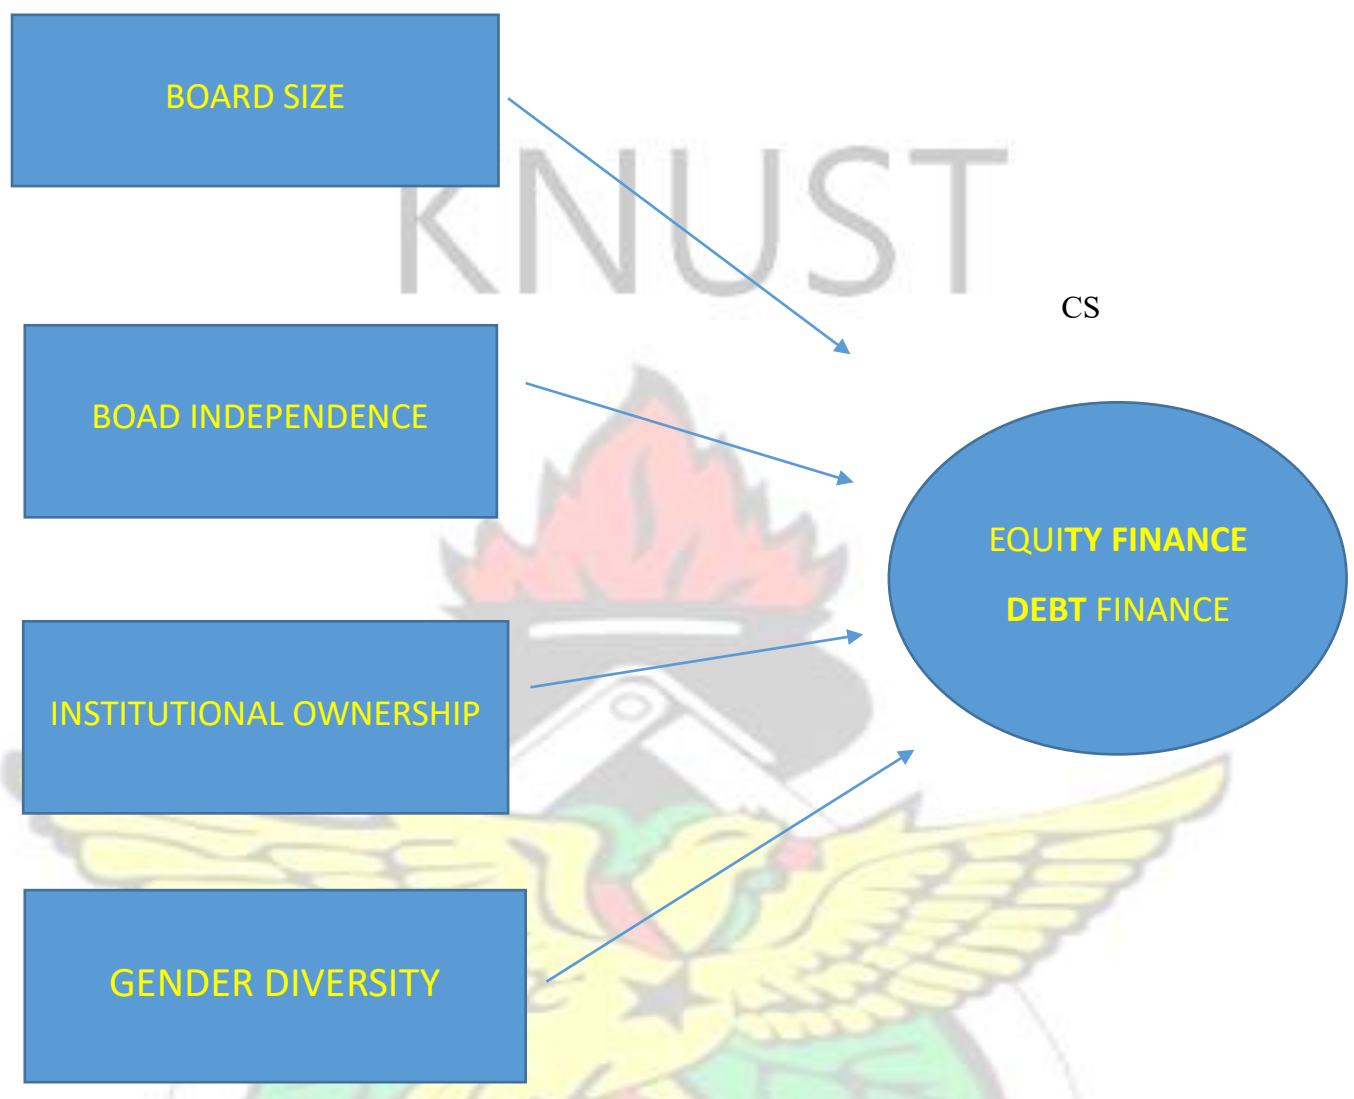 BOARD SIZE
KNUST
CS
BOAD INDEPENDENCE
EQUITY FINANCE
DEBT FINANCE
INSTITUTIONAL OWNERSHIP
GENDER DIVERSITY